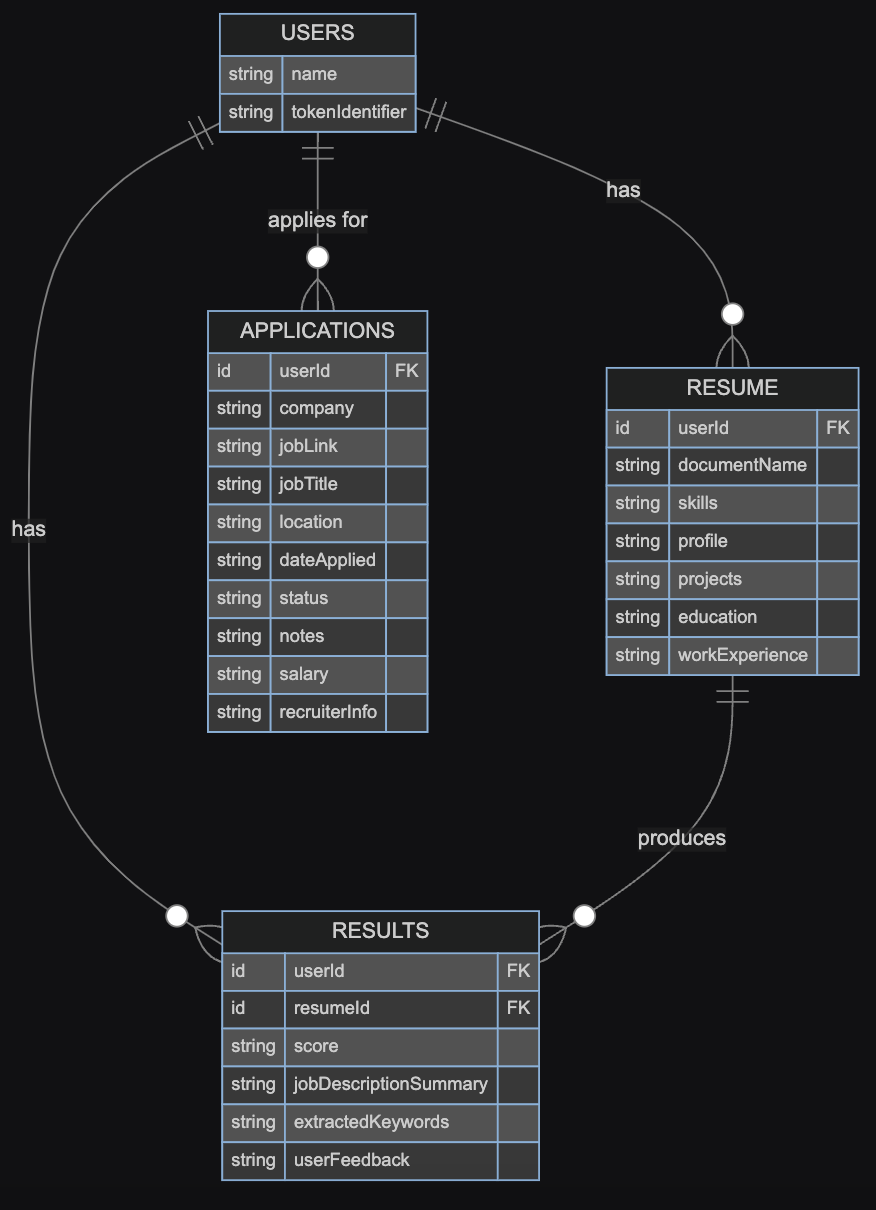 USERS
string name
string tokenIdentifier
has
applies for
APPLICATIONS
id userId FK
string company
string jobLink
string jobTitle
string location
string dateApplied
string status
string notes
string salary
string recruiterInfo
RESUME
id userId FK
string documentName
string skills
string profile
string projects
string education
string workExperience
has
produces
RESULTS
id userId FK
id resumeId FK
string score
string jobDescriptionSummary
string extractedKeywords
string userFeedback